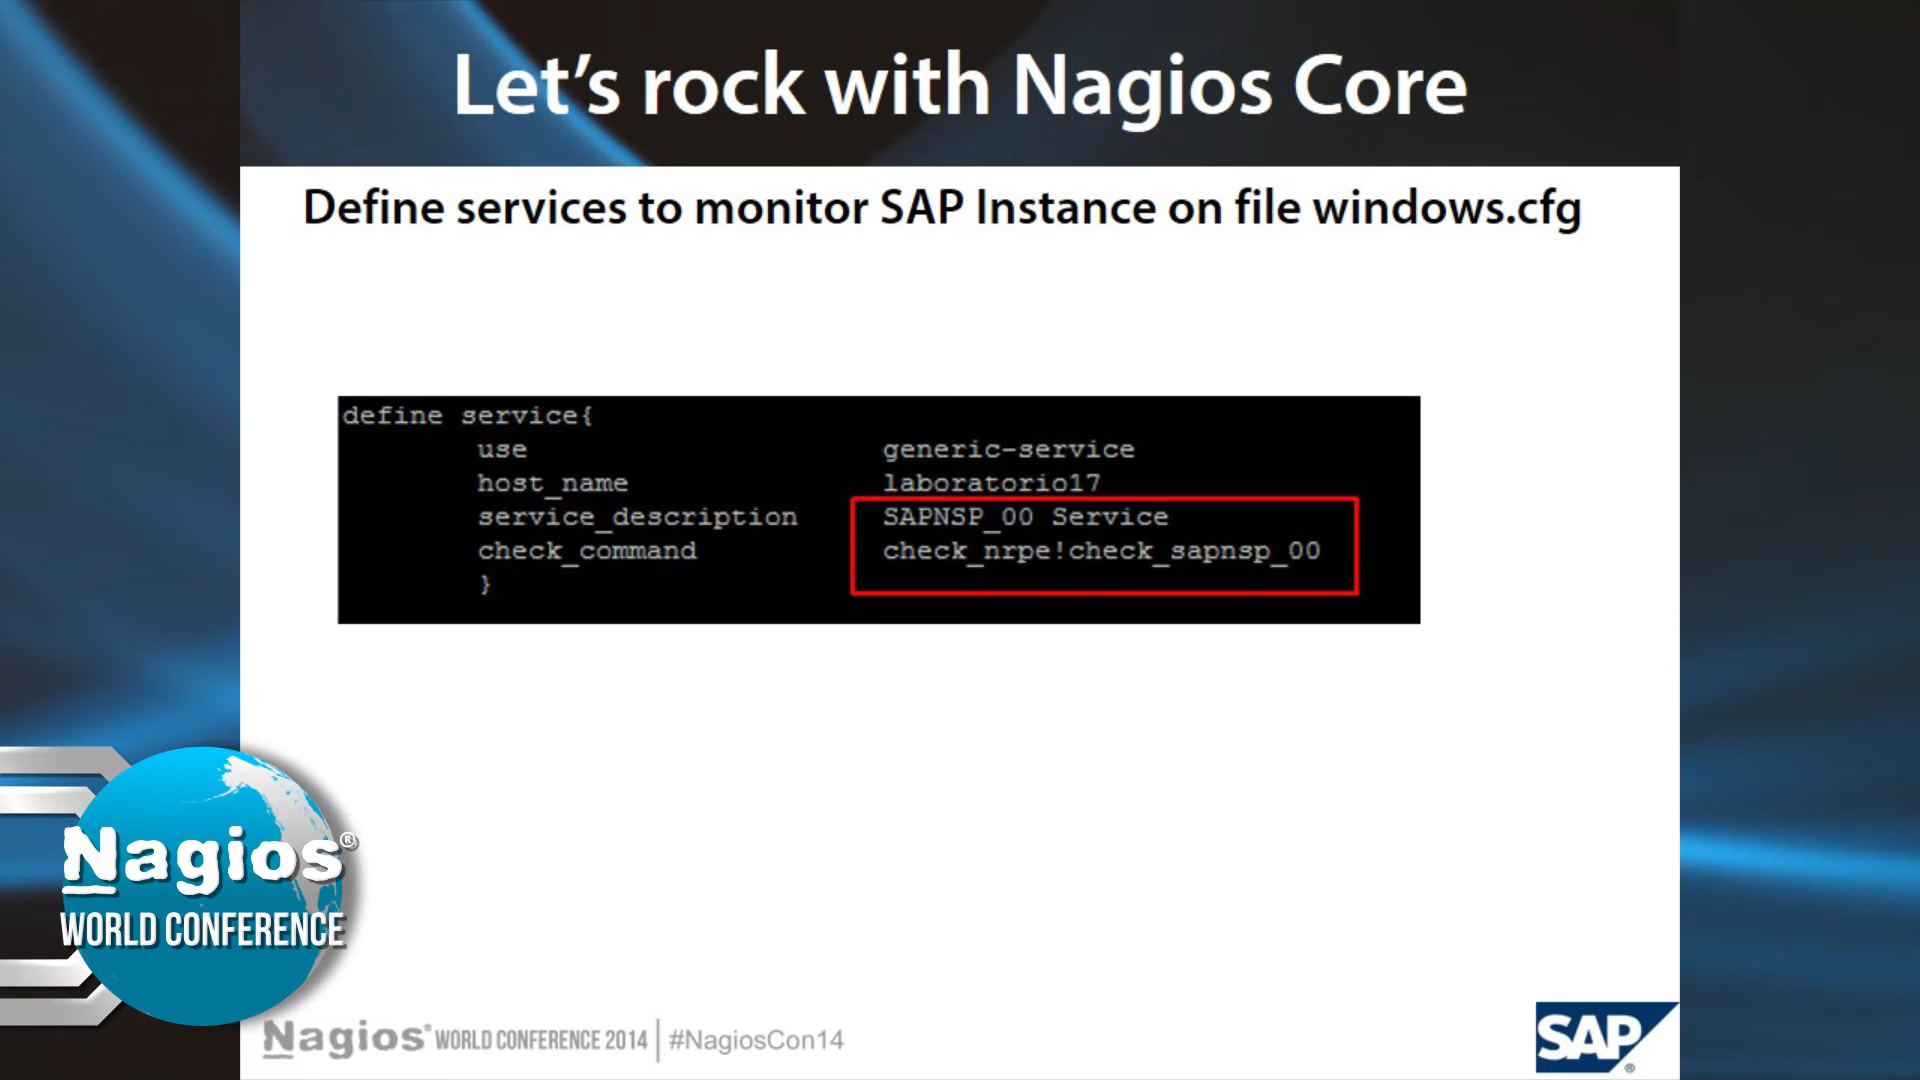 Let's rock with Nagios Core
Define services to monitor SAP Instance on file windows.cfg
define service{
use generic-service
host_name laboratorio17
service_description SAPNSP_00 Service
check_command check_nrpe!check_sapnsp_00
}
Nagios®
WORLD CONFERENCE
Nagios® WORLD CONFERENCE 2014 | #NagiosCon14
SAP®